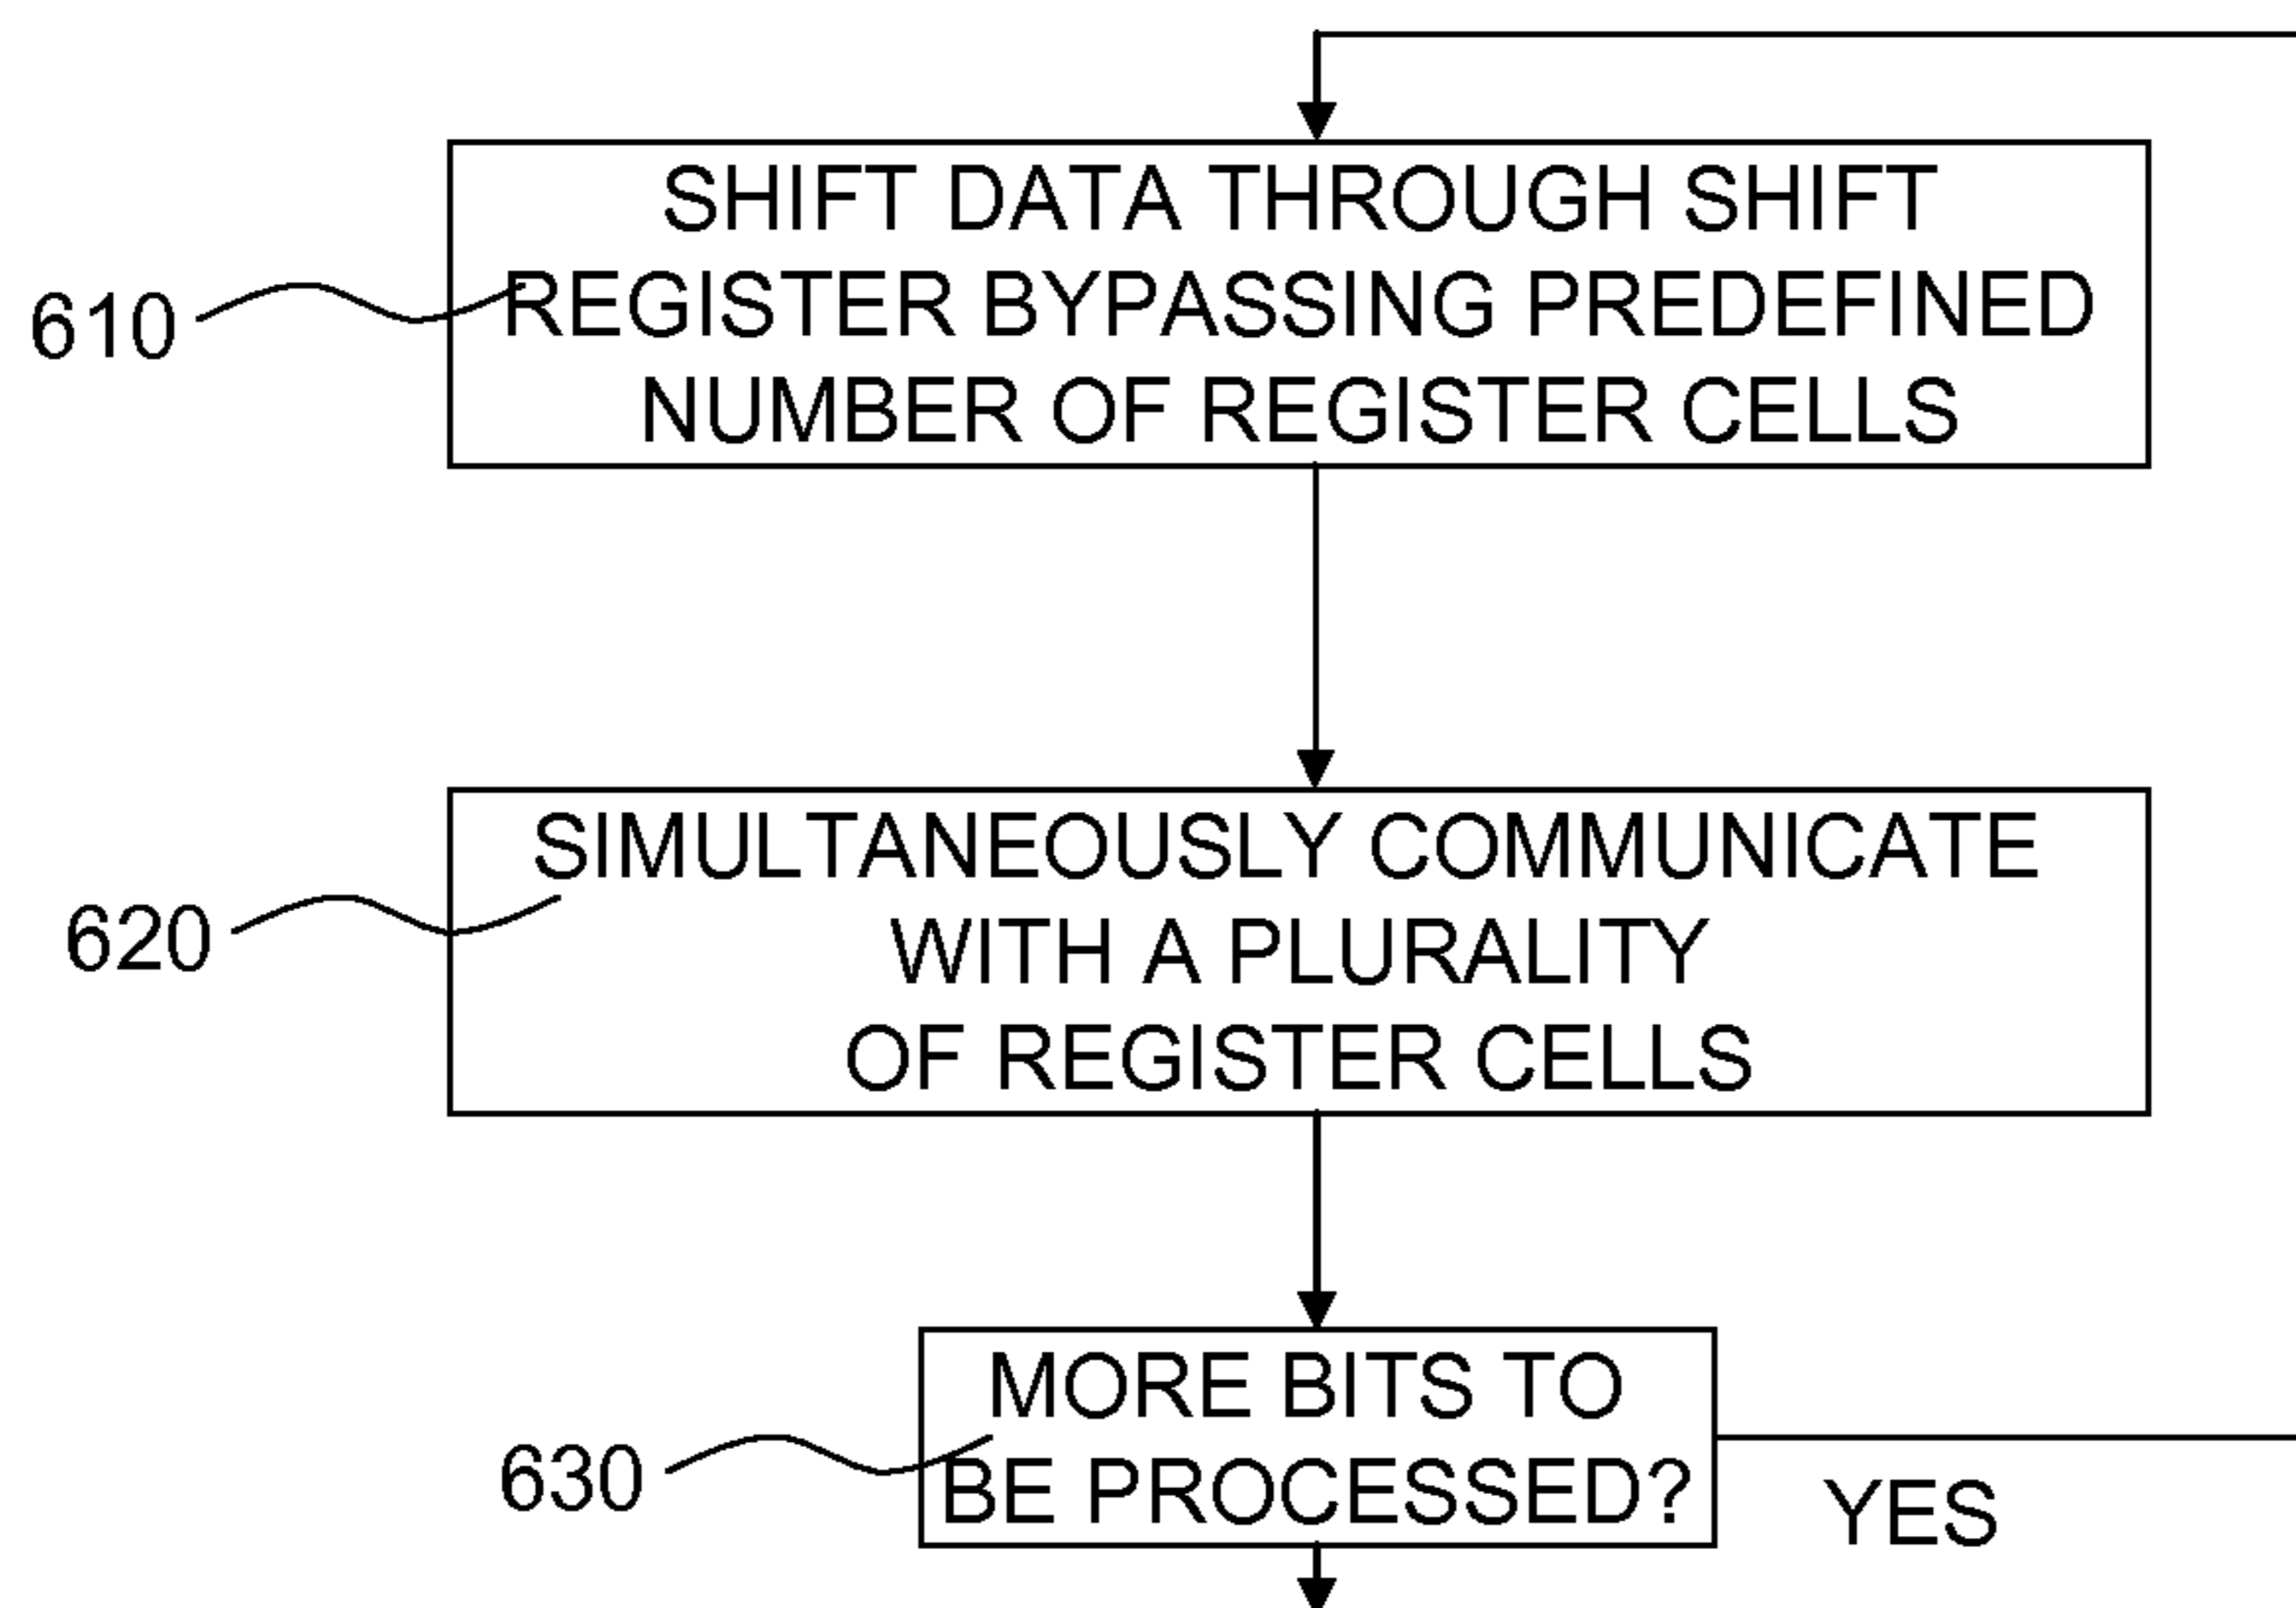 SHIFT DATA THROUGH SHIFT
REGISTER BYPASSING PREDEFINED
NUMBER OF REGISTER CELLS
610
SIMULTANEOUSLY COMMUNICATE
WITH A PLURALITY
OF REGISTER CELLS
620
MORE BITS TO
BE PROCESSED?
630
YES